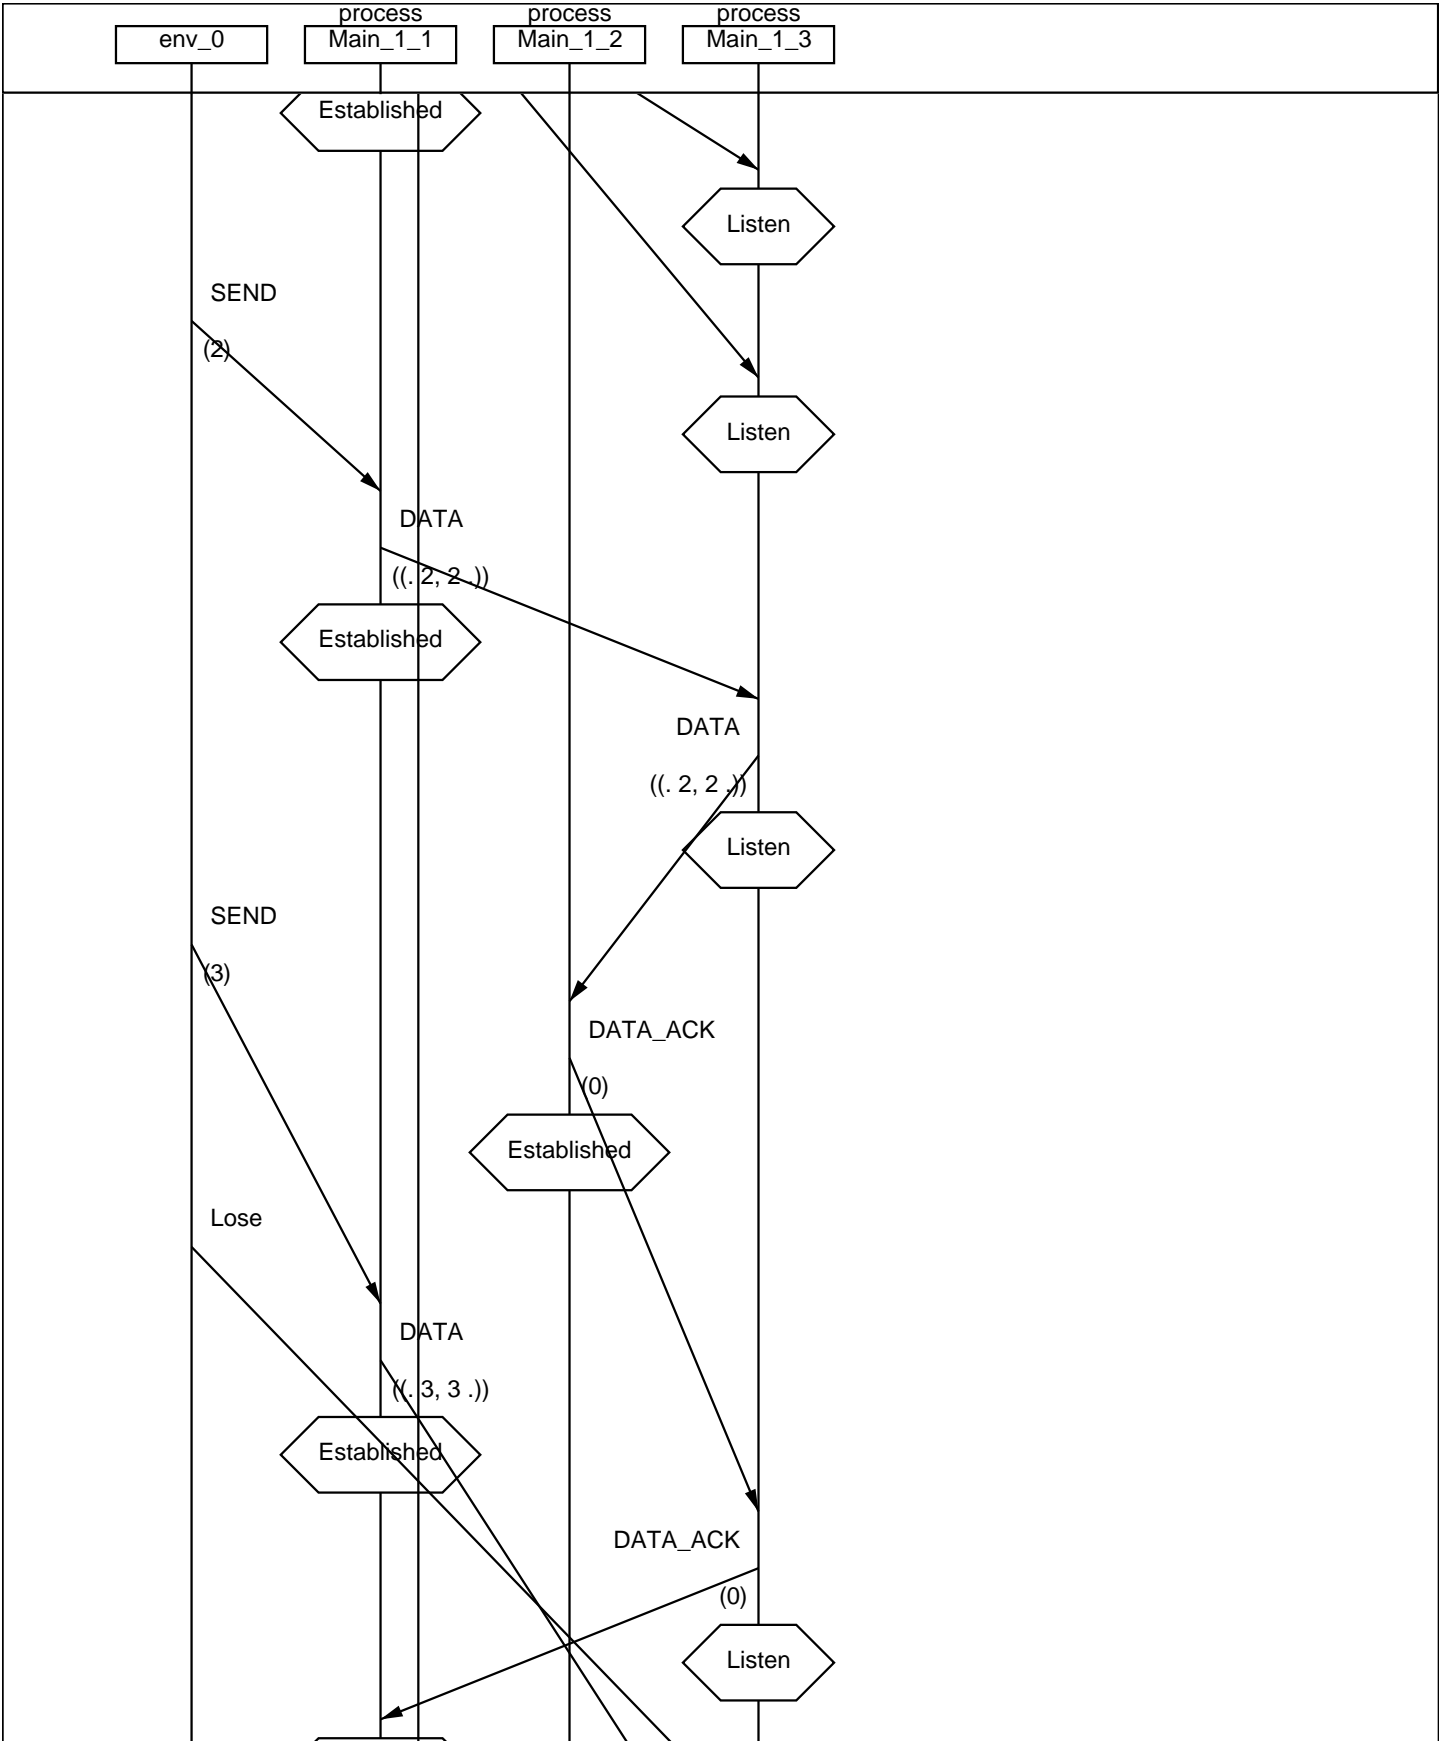 process
process
process
env_0
Main_1_1
Main_1_2
Main_1_3
Established
Listen
SEND
(2)
Listen
DATA
((. 2, 2 .))
Established
DATA
((. 2, 2 .))
Listen
SEND
(3)
DATA_ACK
(0)
Established
Lose
DATA
((. 3, 3 .))
Established
DATA_ACK
(0)
Listen